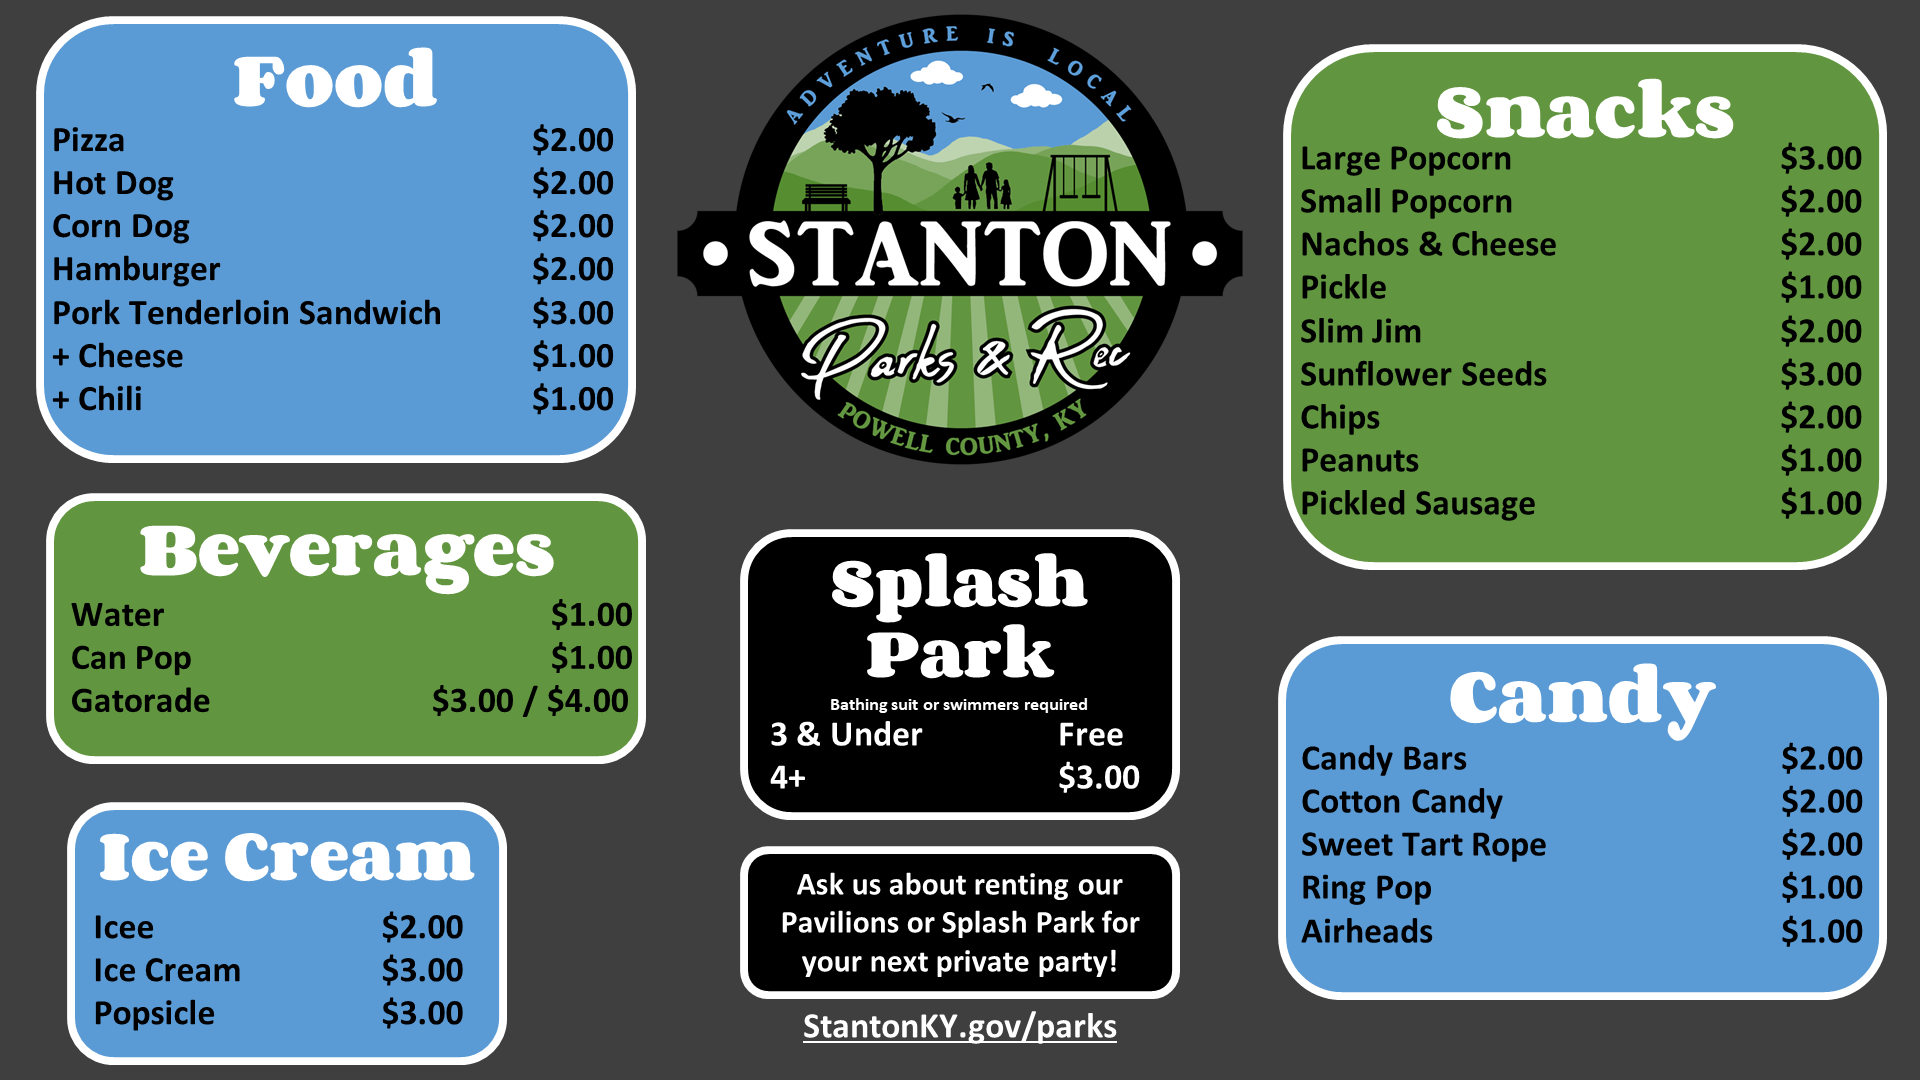 Food
Pizza $2.00
Hot Dog $2.00
Corn Dog $2.00
Hamburger $2.00
Pork Tenderloin Sandwich $3.00
+ Cheese $1.00
+ Chili $1.00
Beverages
Water $1.00
Can Pop $1.00
Gatorade $3.00 / $4.00
Ice Cream
Icee $2.00
Ice Cream $3.00
Popsicle $3.00
ADVENTURE IS LOCAL
STANTON
Parks & Rec
POWELL COUNTY, KY
Splash
Park
Bathing suit or swimmers required
3 & Under Free
4+ $3.00
Ask us about renting our
Pavilions or Splash Park for
your next private party!
StantonKY.gov/parks
Snacks
Large Popcorn $3.00
Small Popcorn $2.00
Nachos & Cheese $2.00
Pickle $1.00
Slim Jim $2.00
Sunflower Seeds $3.00
Chips $2.00
Peanuts $1.00
Pickled Sausage $1.00
Candy
Candy Bars $2.00
Cotton Candy $2.00
Sweet Tart Rope $2.00
Ring Pop $1.00
Airheads $1.00